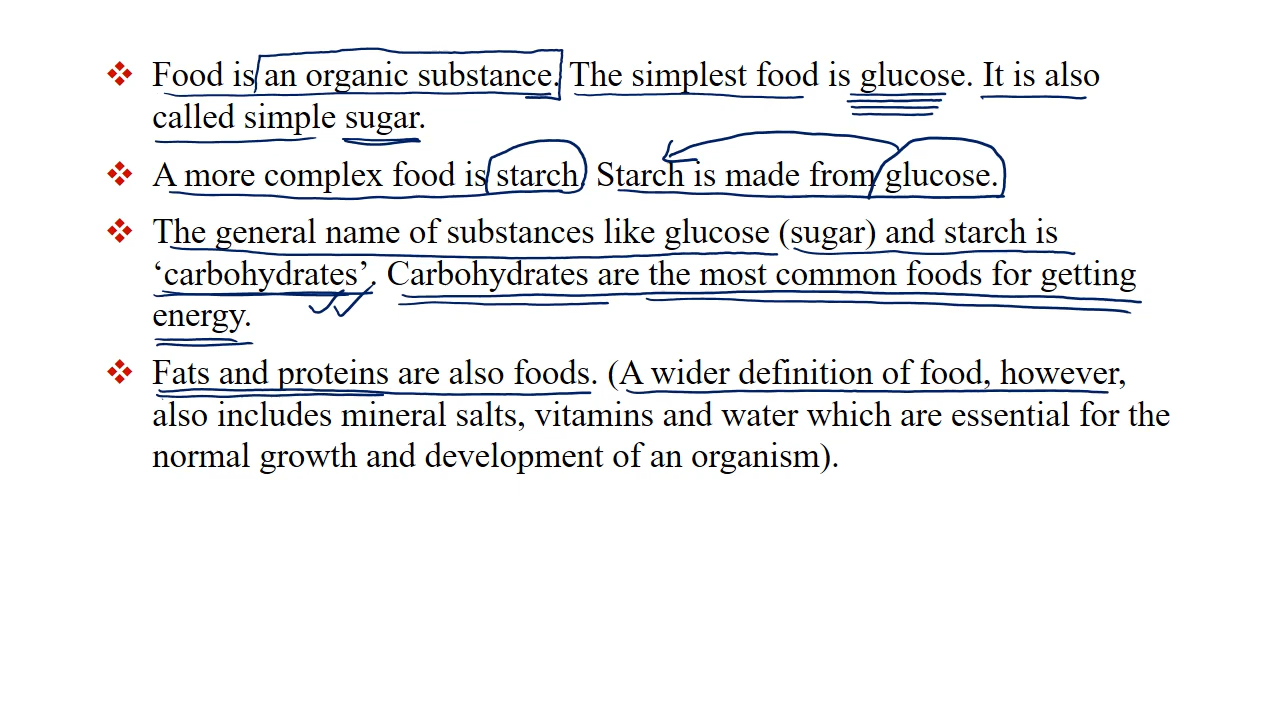 ❖ Food is an organic substance. The simplest food is glucose. It is also
called simple sugar.
❖ A more complex food is starch. Starch is made from glucose.
❖ The general name of substances like glucose (sugar) and starch is
‘carbohydrates’. Carbohydrates are the most common foods for getting
energy.
❖ Fats and proteins are also foods. (A wider definition of food, however,
also includes mineral salts, vitamins and water which are essential for the
normal growth and development of an organism).